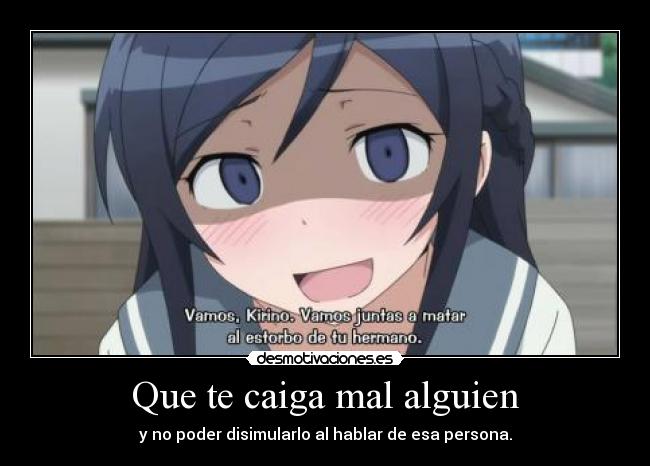 Vamos, Kirino. Vamos juntas a matar
al estorbo de tu hermano.
desmotivaciones.es
Que te caiga mal alguien
y no poder disimularlo al hablar de esa persona.